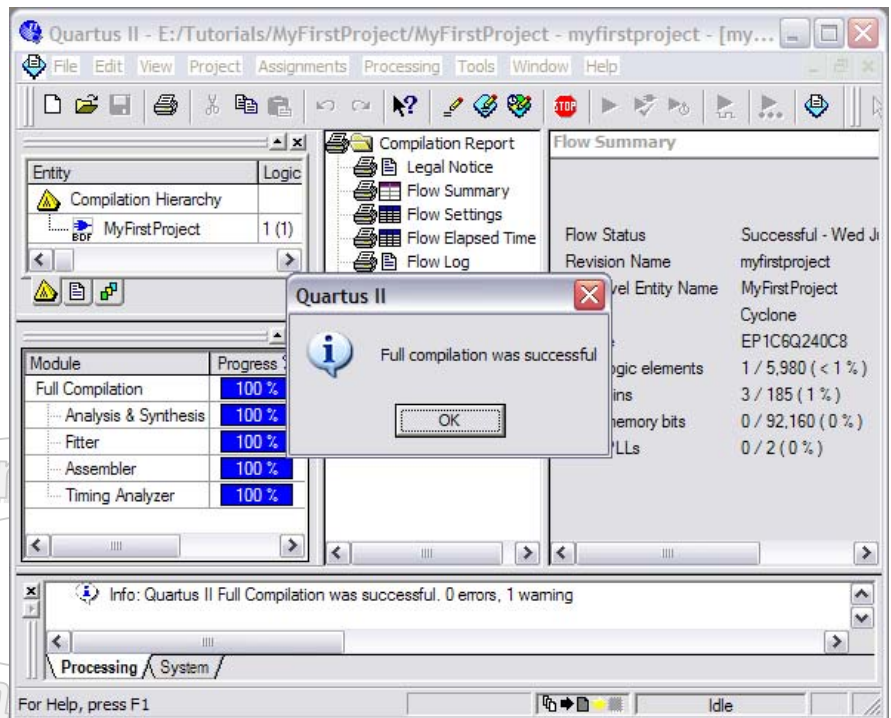 Quartus II - E:/Tutorials/MyFirstProject/MyFirstProject - myfirstproject - [my...
File Edit View Project Assignments Processing Tools Window Help
STOP
Entity Logic
Compilation Hierarchy
BDF MyFirstProject 1 (1)
Module Progress
Full Compilation 100 %
Analysis & Synthesis 100 %
Fitter 100 %
Assembler 100 %
Timing Analyzer 100 %
Compilation Report
Legal Notice
Flow Summary
Flow Settings
Flow Elapsed Time
Flow Log
Flow Summary
Flow Status Successful - Wed
Revision Name myfirstproject
Entity Name MyFirstProject
Cyclone
EP1C6Q240C8
elements 1 / 5,980 ( < 1 % )
3 / 185 ( 1 % )
bits 0 / 92,160 ( 0 % )
0 / 2 ( 0 % )
Quartus II
Full compilation was successful
OK
Info: Quartus II Full Compilation was successful. 0 errors, 1 warning
Processing System
For Help, press F1 Idle